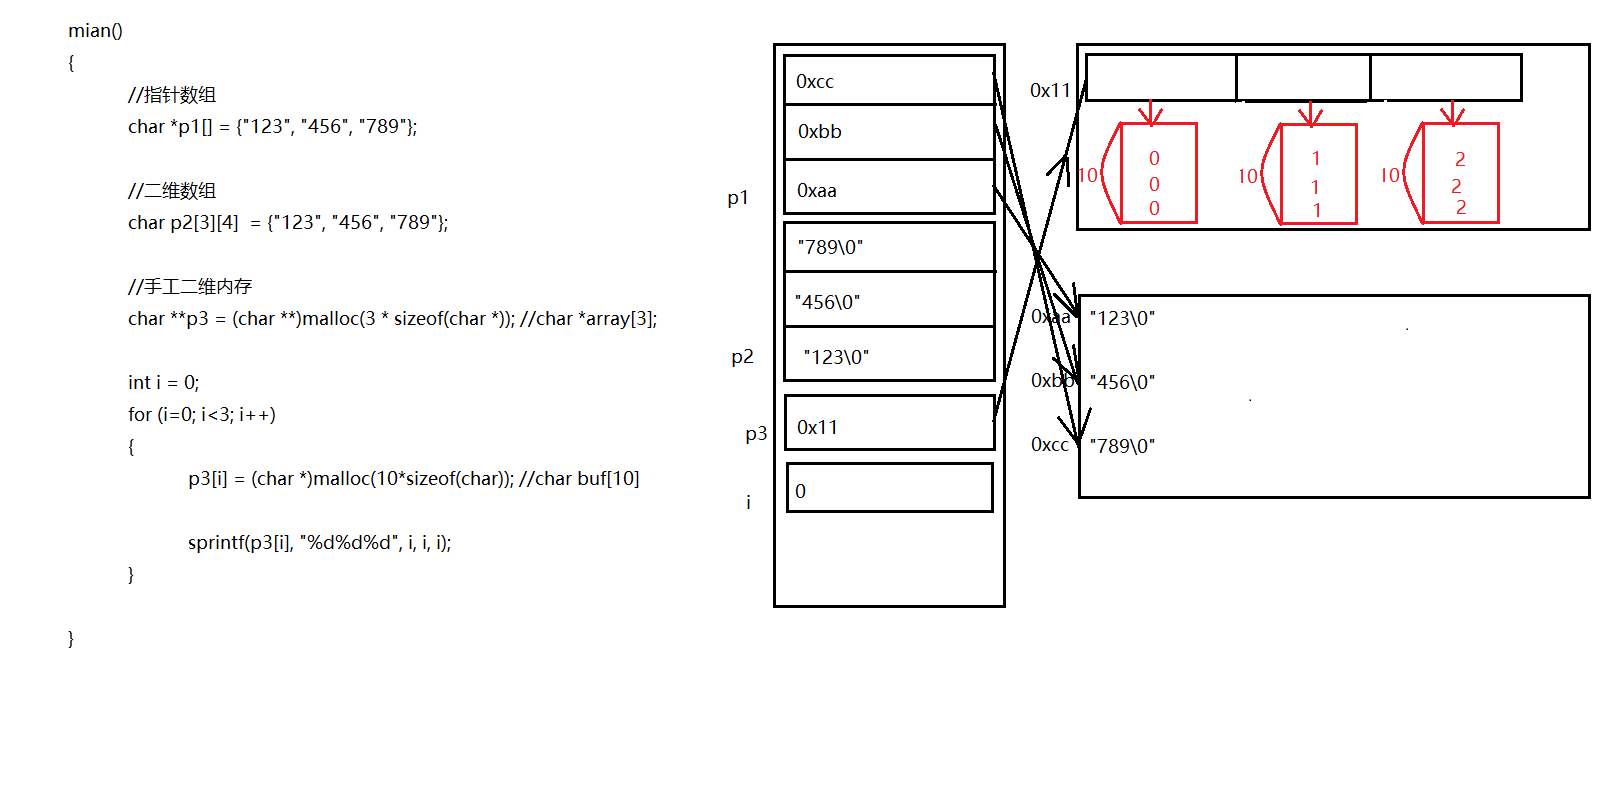 mian()
{
//指针数组
char *p1[] = {"123", "456", "789"};
//二维数组
char p2[3][4]  = {"123", "456", "789"};
//手工二维内存
char **p3 = (char **)malloc(3 * sizeof(char *)); //char *array[3];
int i = 0;
for (i=0; i<3; i++)
{
p3[i] = (char *)malloc(10*sizeof(char)); //char buf[10]
sprintf(p3[i], "%d%d%d", i, i, i);
}
}
0xcc
0xbb
p1
0xaa
"789\0"
"456\0"
p2
"123\0"
p3
0x11
i
0
0x11
10
0
0
0
10
1
1
1
10
2
2
2
0xaa
"123\0"
0xbb
"456\0"
0xcc
"789\0"